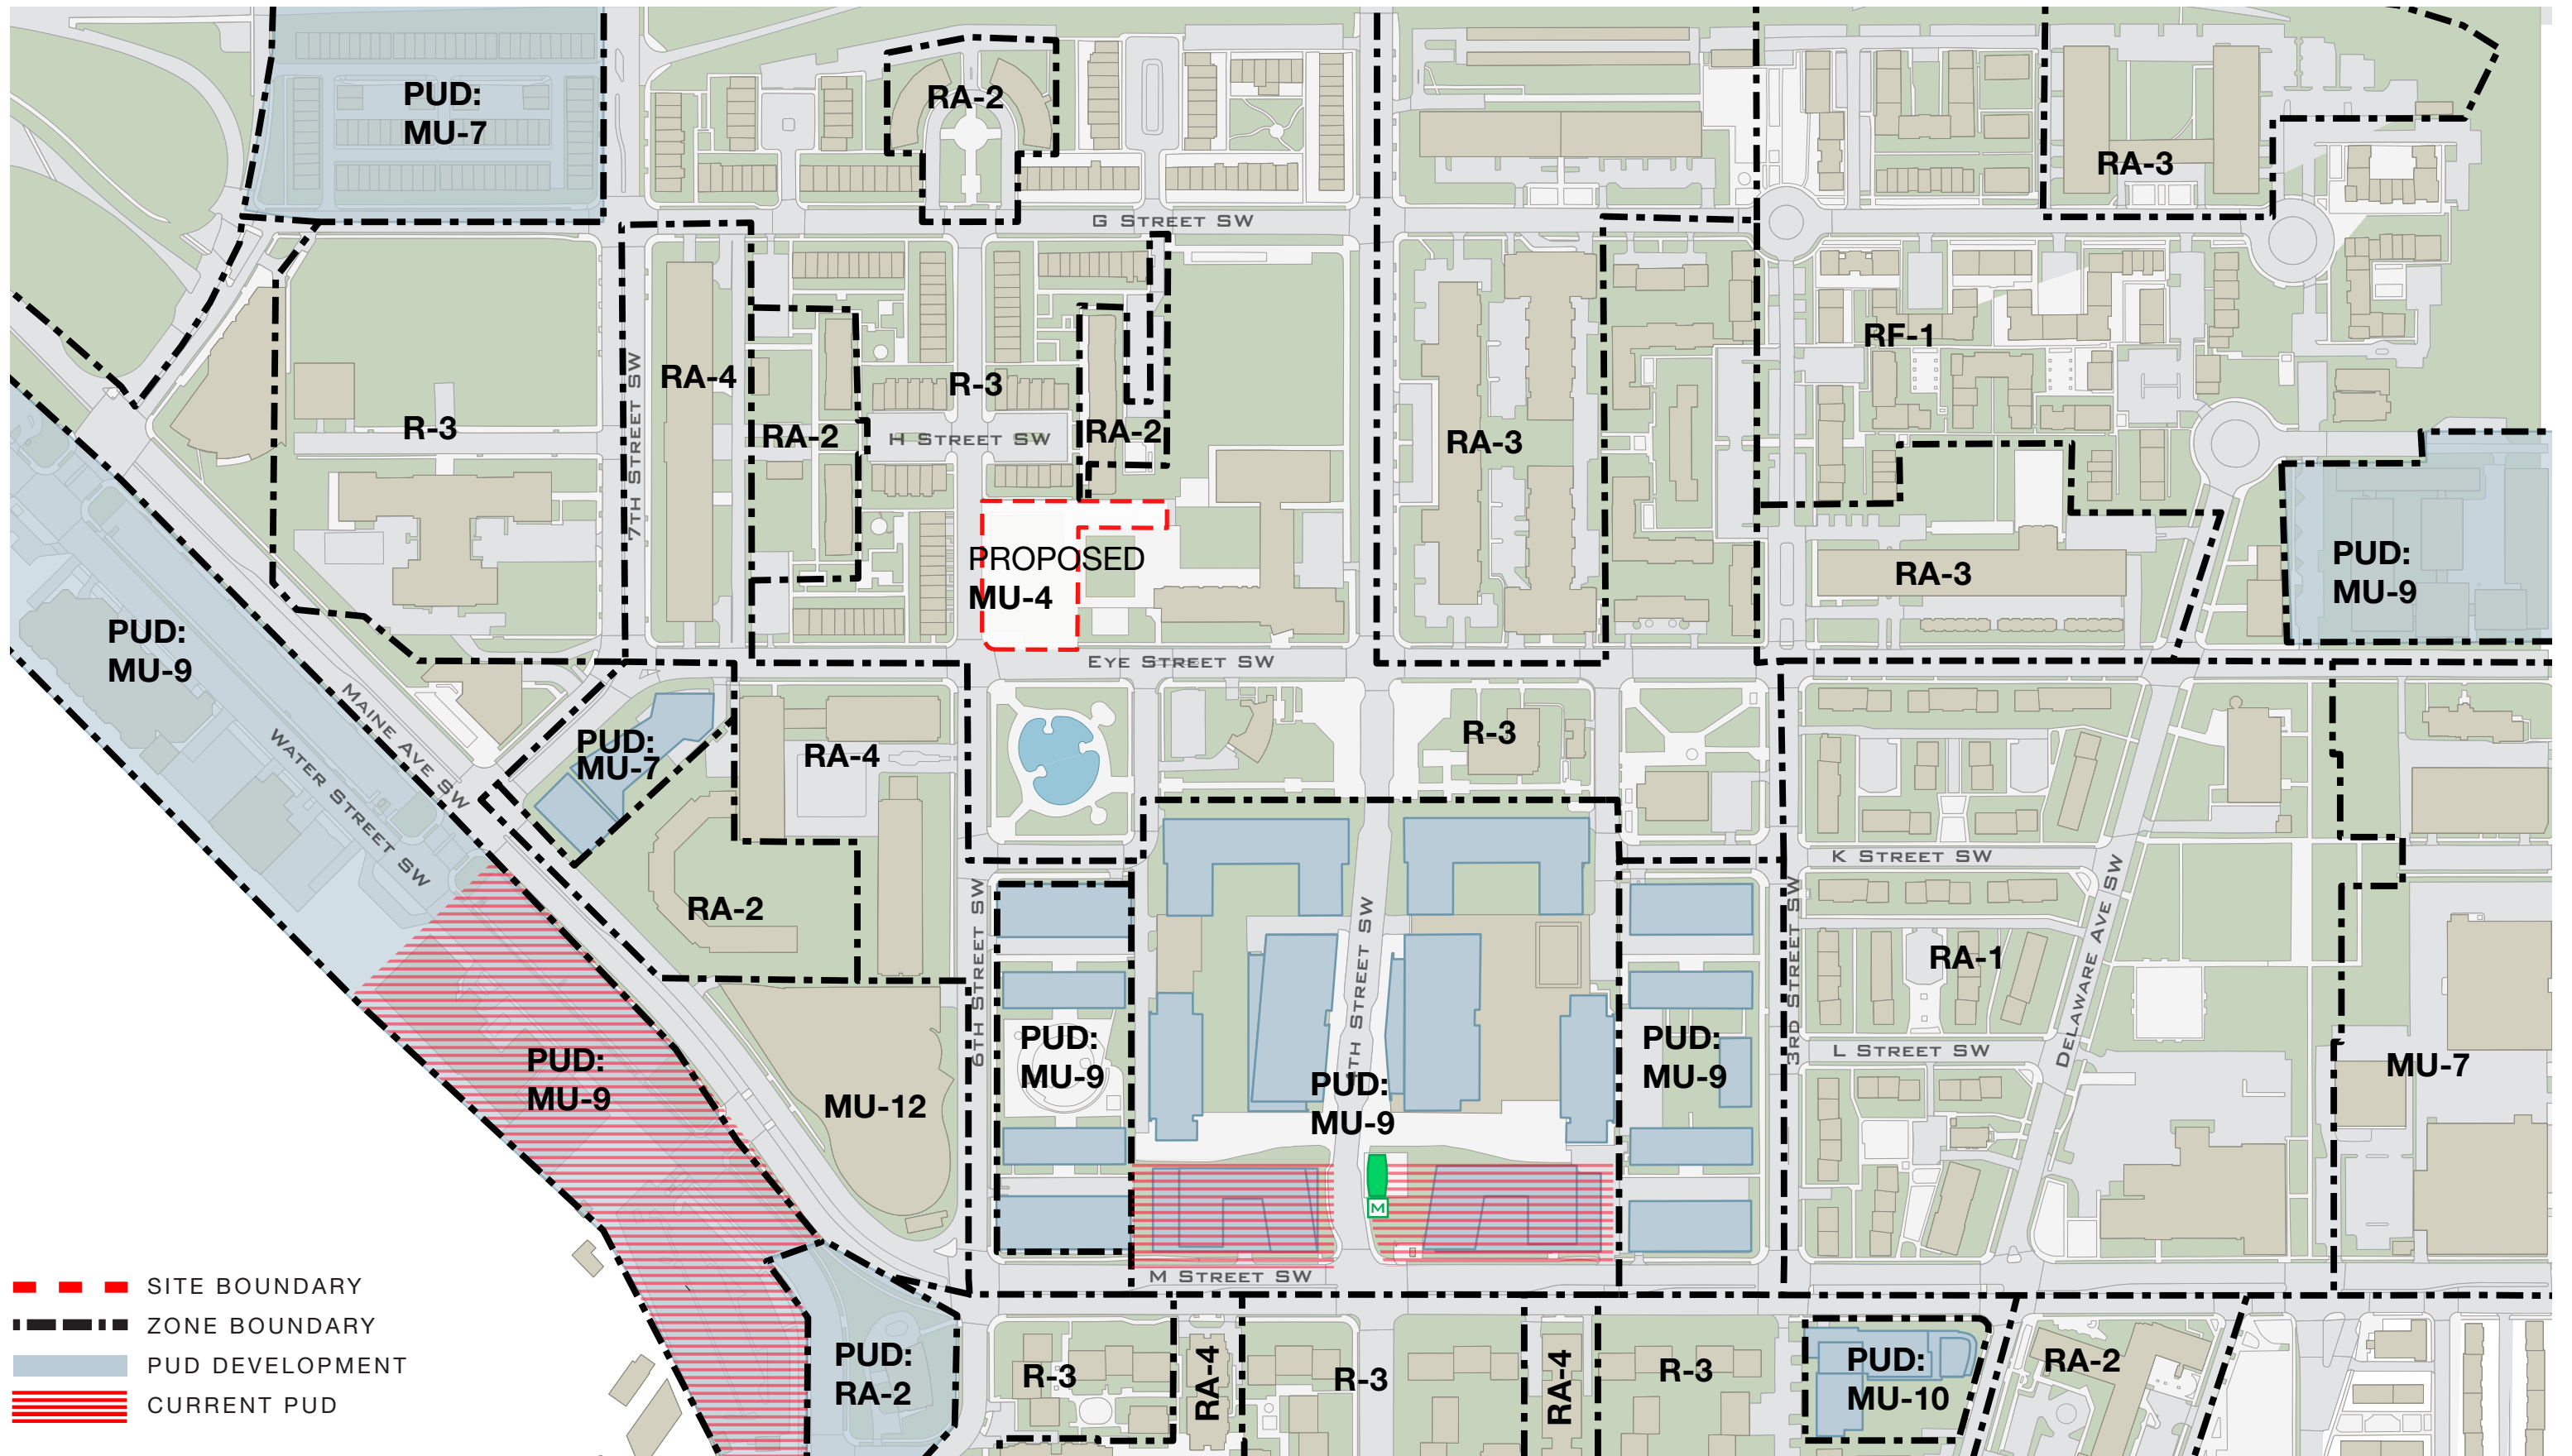 PUD:
MU-7
RA-2
RA-3
G STREET SW
7TH STREET SW
RA-4
R-3
R-3
RA-2
H STREET SW
RA-2
RA-3
RF-1
PROPOSED
MU-4
RA-3
PUD:
MU-9
PUD:
MU-9
EYE STREET SW
MAINE AVE SW
WATER STREET SW
PUD:
MU-7
RA-4
R-3
RA-2
K STREET SW
6TH STREET SW
4TH STREET SW
3RD STREET SW
DELAWARE AVE SW
RA-1
L STREET SW
PUD:
MU-9
MU-12
PUD:
MU-9
PUD:
MU-9
PUD:
MU-9
MU-7
M
M STREET SW
PUD:
RA-2
R-3
RA-4
R-3
RA-4
R-3
PUD:
MU-10
RA-2
SITE BOUNDARY
ZONE BOUNDARY
PUD DEVELOPMENT
CURRENT PUD